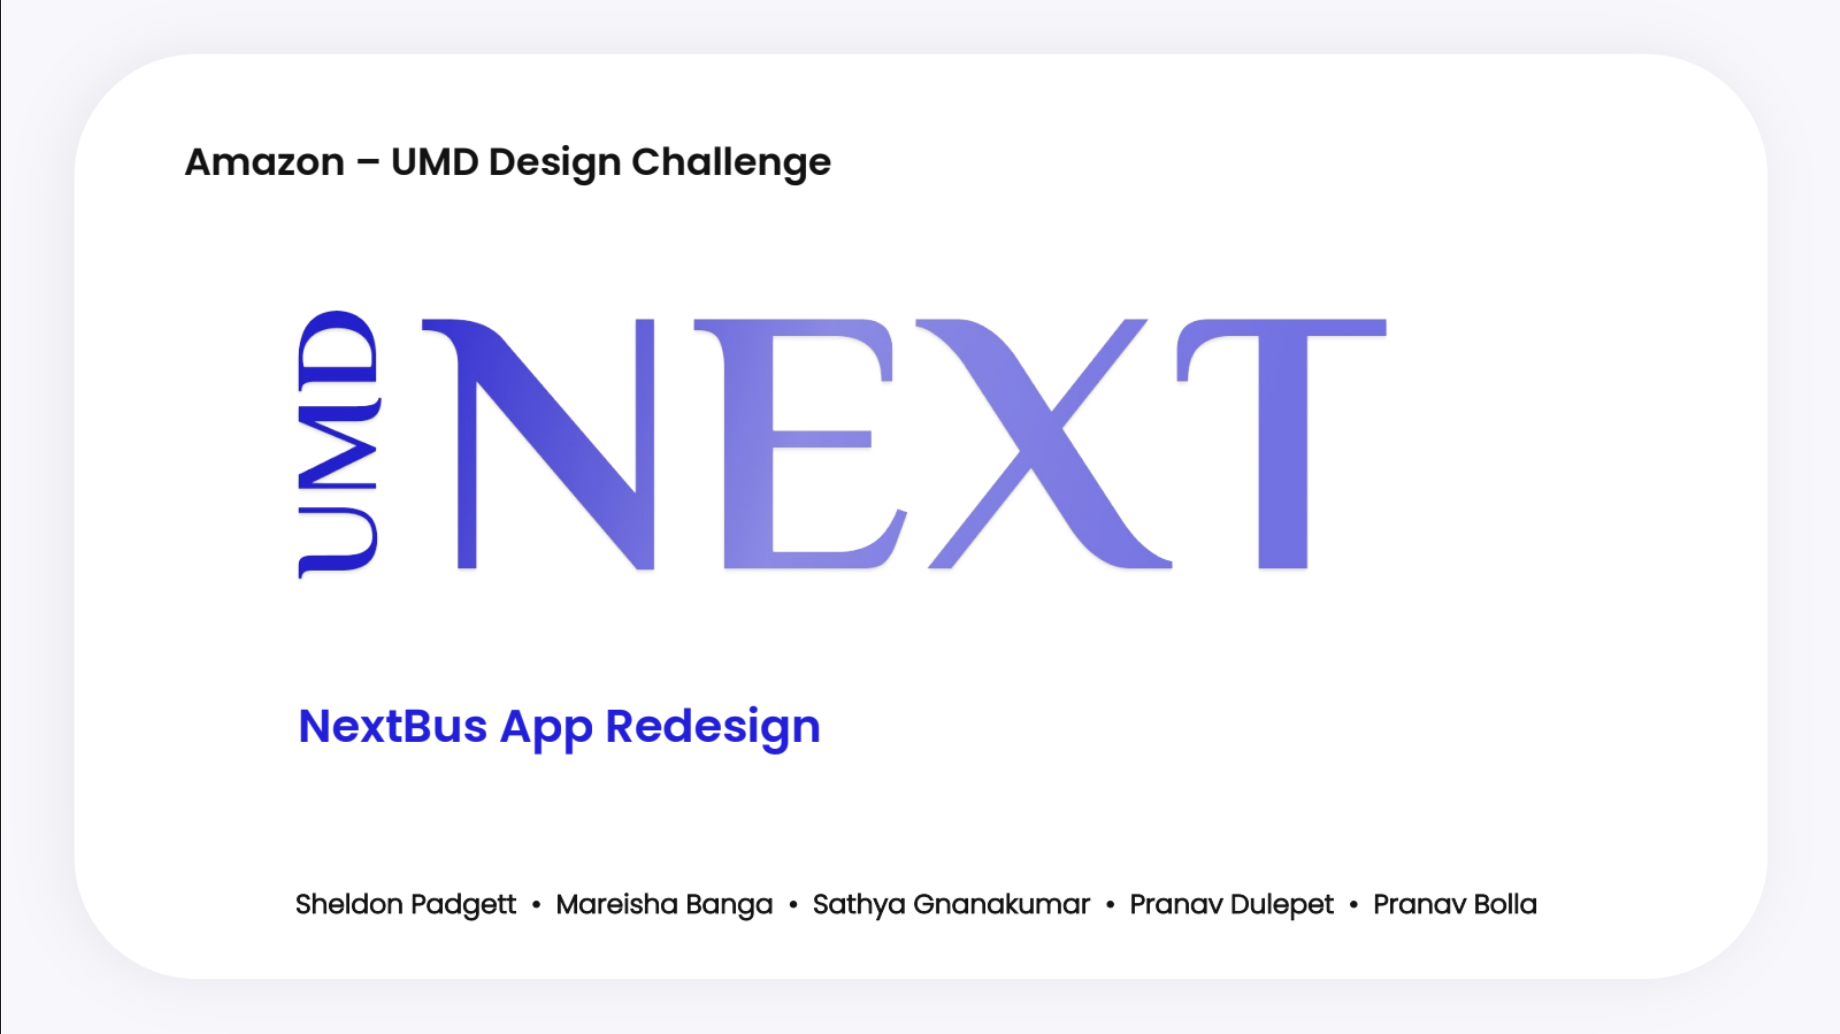 Amazon – UMD Design Challenge
UMD NEXT
NextBus App Redesign
Sheldon Padgett • Mareisha Banga • Sathya Gnanakumar • Pranav Dulepet • Pranav Bolla